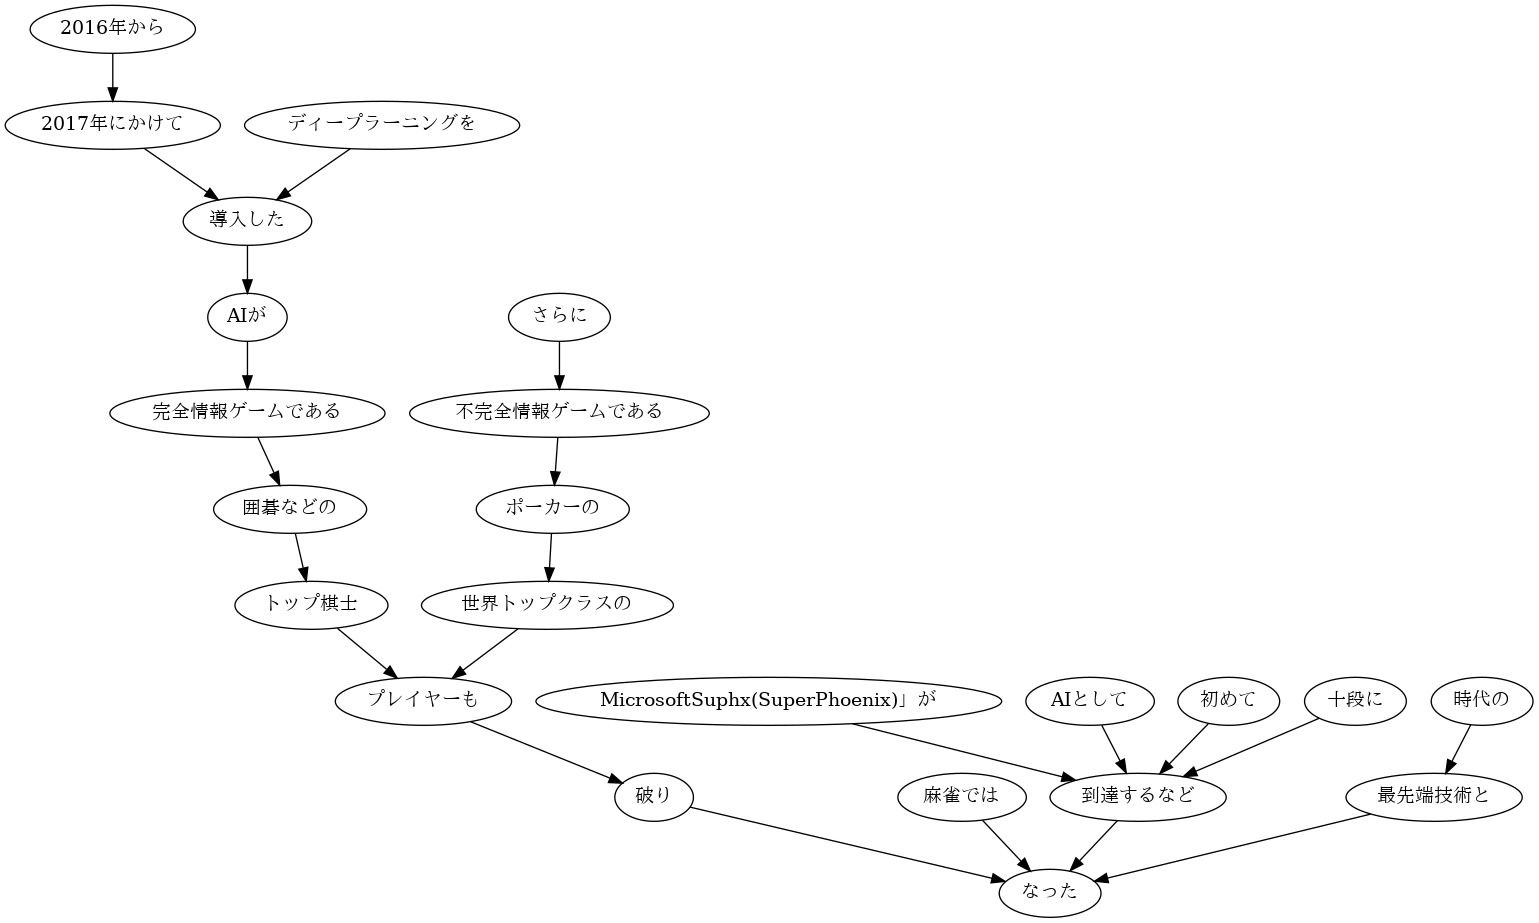 2016年から
2017年にかけて
ディープラーニングを
導入した
AIが
さらに
完全情報ゲームである
不完全情報ゲームである
囲碁などの
ポーカーの
トップ棋士
世界トップクラスの
プレイヤーも
MicrosoftSuphx(SuperPhoenix)」が
AIとして
初めて
十段に
時代の
破り
麻雀では
到達するなど
最先端技術と
なった